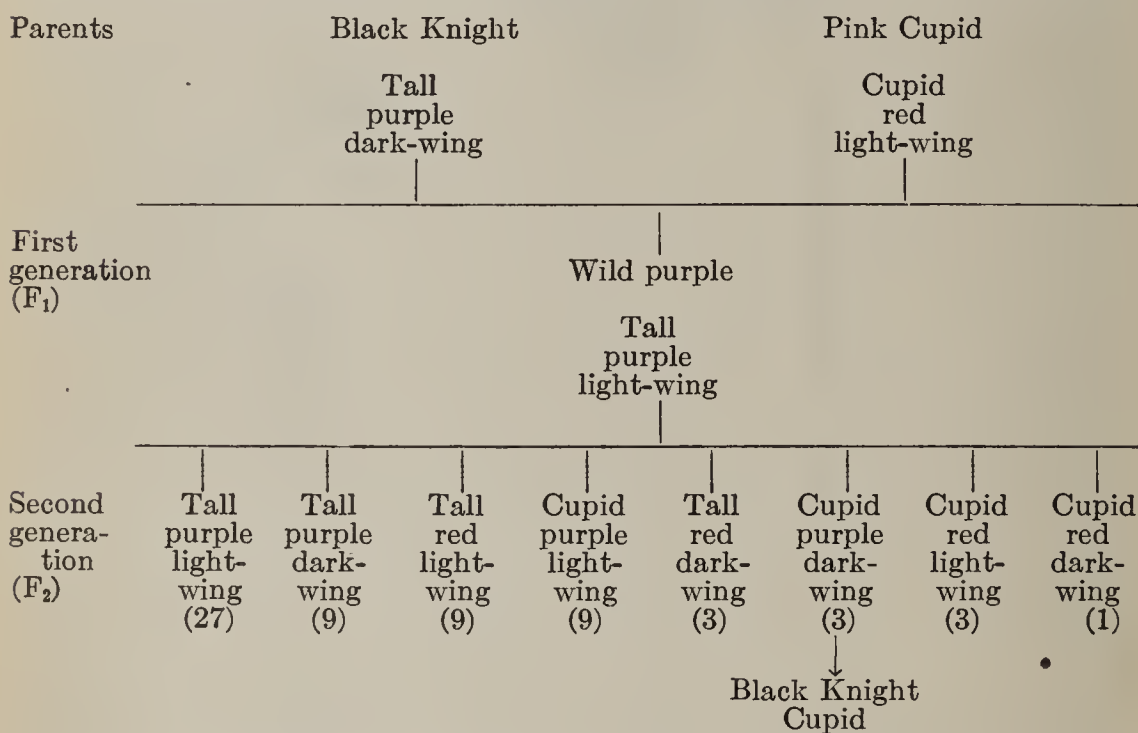 Parents Black Knight Pink Cupid
Tall Cupid
purple red
dark-wing light-wing
First
generation Wild purple
(F₁)
Tall
purple
light-wing
Second Tall Tall Tall Cupid Tall Cupid Cupid Cupid
genera- purple purple red purple red purple red red
tion light- dark- light- light- dark- dark- light- dark-
(F₂) wing wing wing wing wing wing wing wing
(27) (9) (9) (9) (3) (3) (3) (1)
Black Knight
Cupid